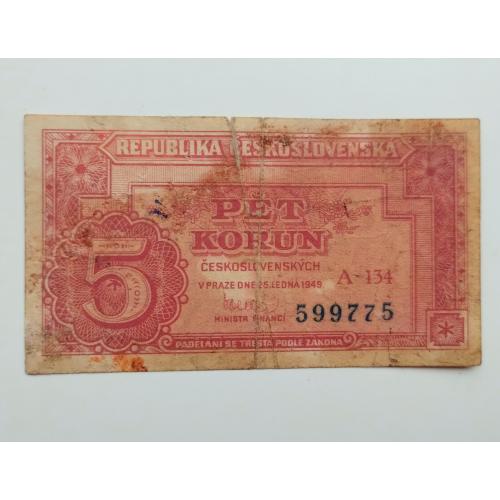 REPUBLIKA ČESKOSLOVENSKÁ
PĚT
KORUN
ČESKOSLOVENSKÝCH
V PRAZE DNE 25. LEDNA 1949
A-134
5
MINISTR FINANCÍ
599775
PADĚLÁNÍ SE TRESTÁ PODLE ZÁKONA